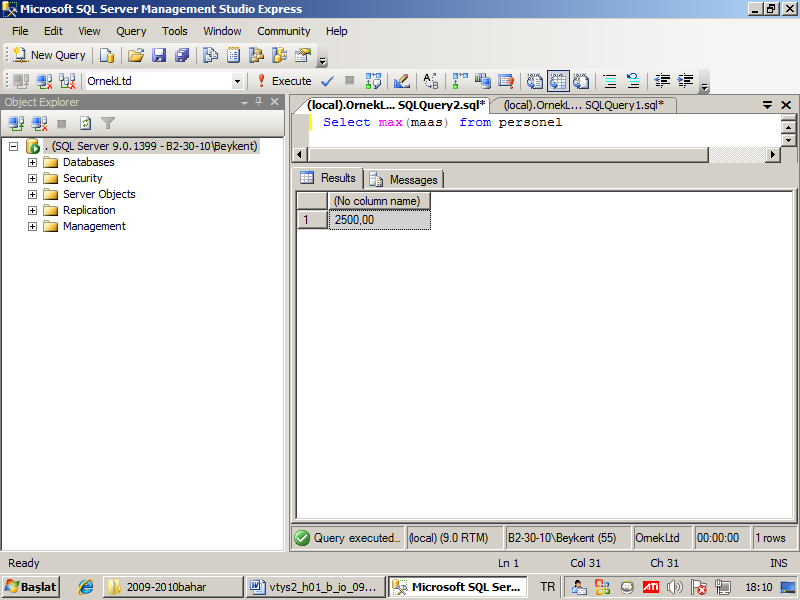 Microsoft SQL Server Management Studio Express
File Edit View Query Tools Window Community Help
New Query
OrnekLtd Execute
Object Explorer
. (SQL Server 9.0.1399 - B2-30-10\Beykent)
Databases
Security
Server Objects
Replication
Management
(local).OrnekL... SQLQuery2.sql* (local).OrnekL... SQLQuery1.sql*
Select max(maas) from personel
Results Messages
(No column name)
1 2500,00
Query executed... (local) (9.0 RTM) B2-30-10\Beykent (55) OrnekLtd 00:00:00 1 rows
Ready Ln 1 Col 31 Ch 31 INS
Başlat 2009-2010bahar vtys2_h01_b_io_09... Microsoft SQL Ser... TR ATI 18:10